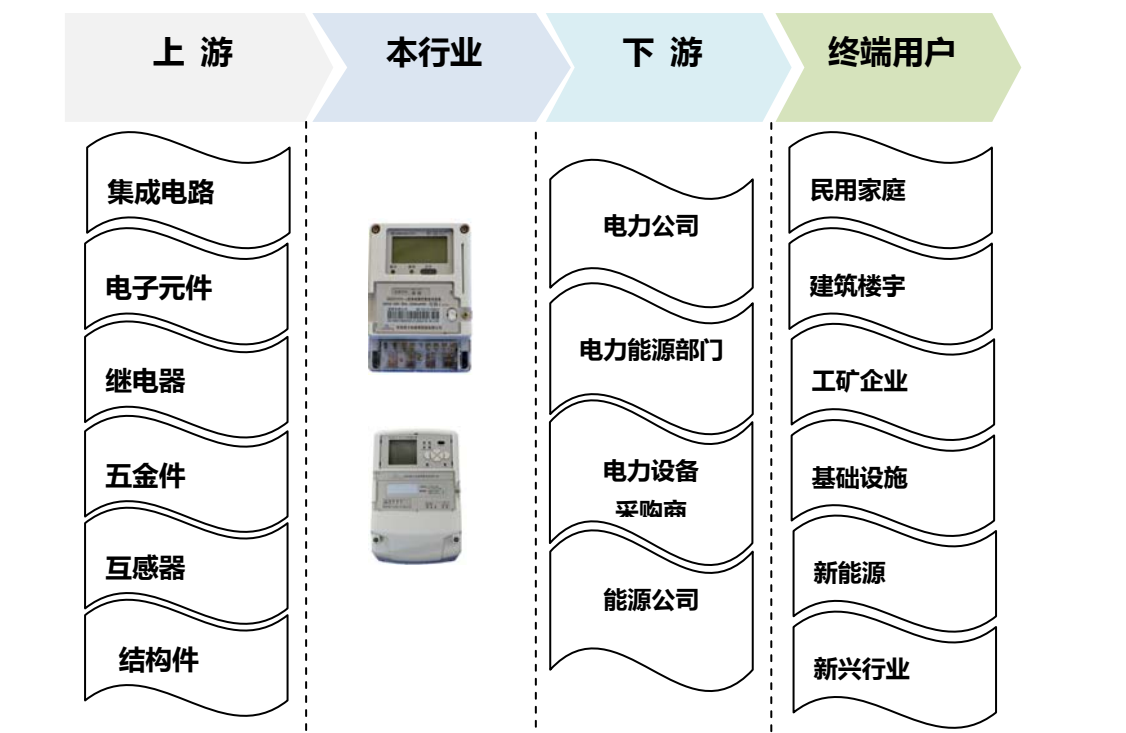 上 游
本行业
下 游
终端用户
集成电路
电子元件
继电器
五金件
互感器
结构件
电力公司
电力能源部门
电力设备
采购商
能源公司
民用家庭
建筑楼宇
工矿企业
基础设施
新能源
新兴行业